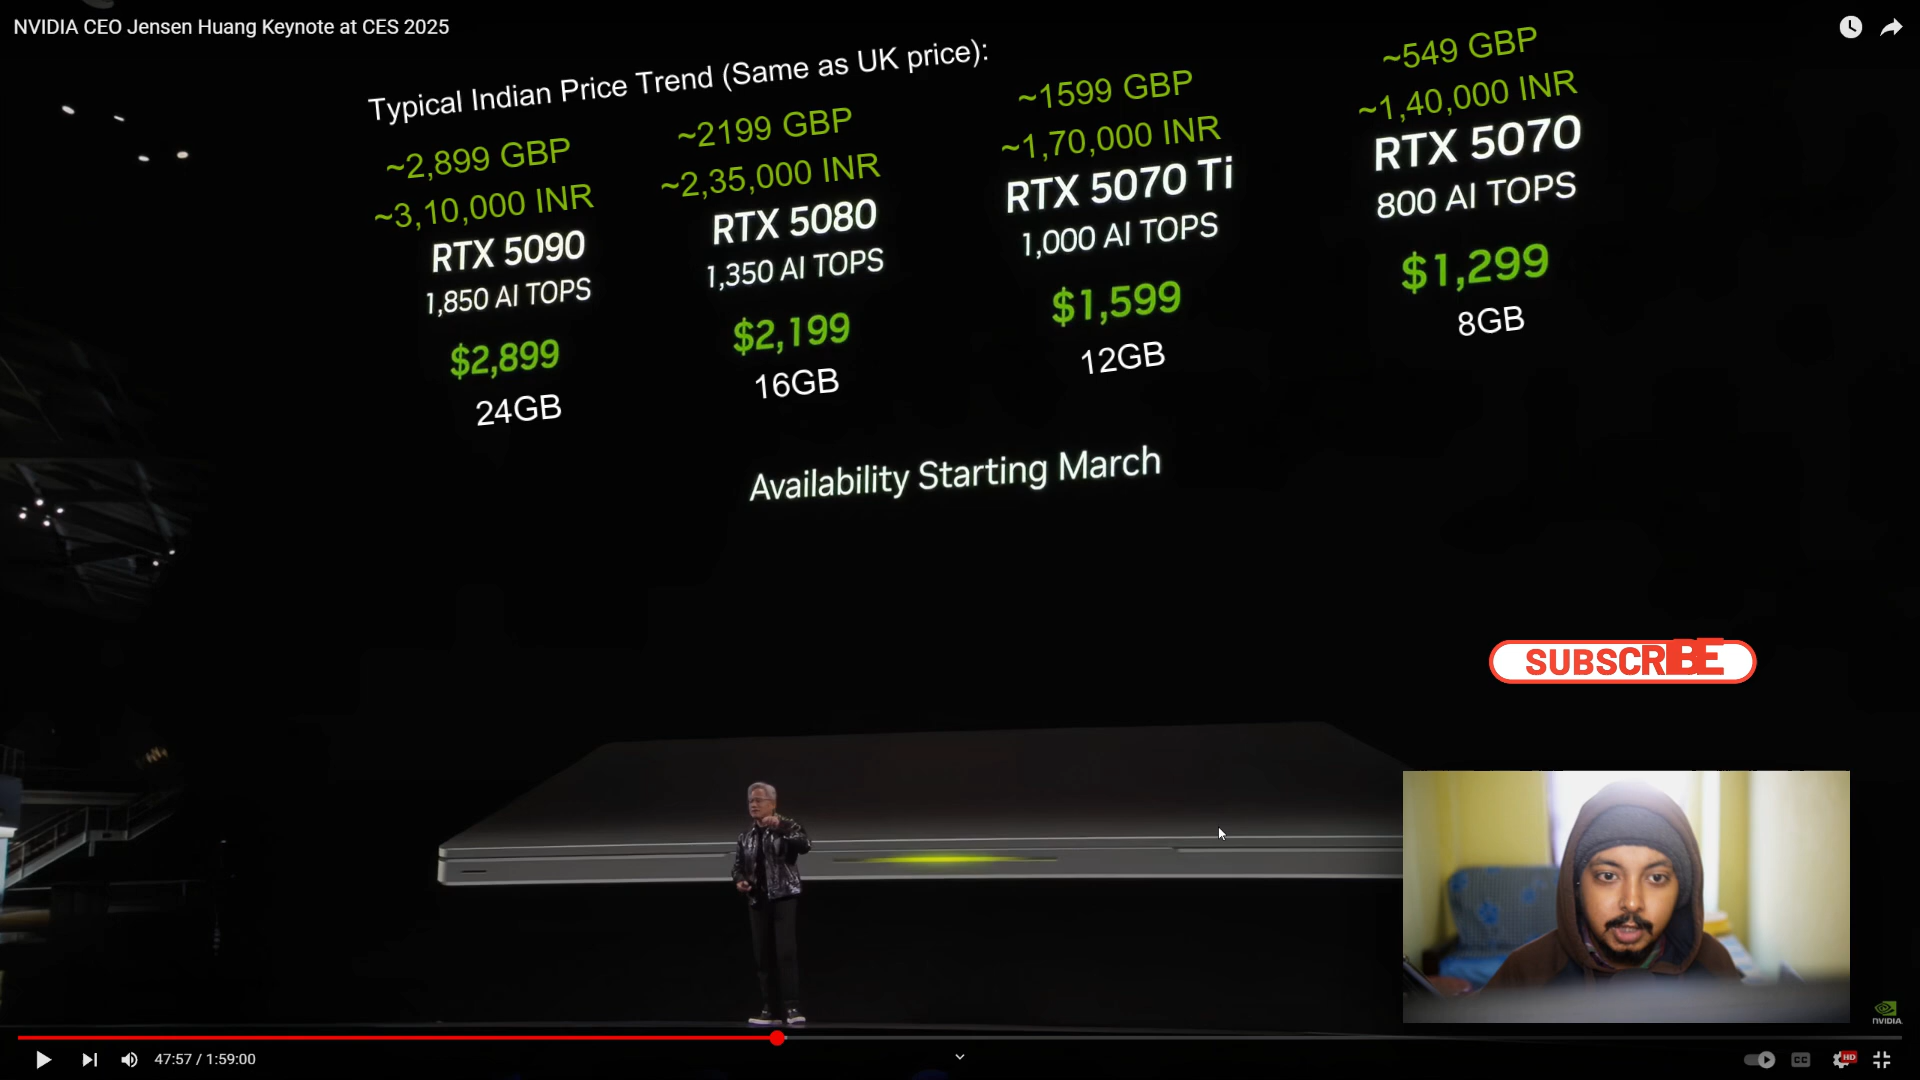 NVIDIA CEO Jensen Huang Keynote at CES 2025
Typical Indian Price Trend (Same as UK price):
~2,899 GBP
~3,10,000 INR
RTX 5090
1,850 AI TOPS
$2,899
24GB
~2199 GBP
~2,35,000 INR
RTX 5080
1,350 AI TOPS
$2,199
16GB
~1599 GBP
~1,70,000 INR
RTX 5070 Ti
1,000 AI TOPS
$1,599
12GB
~549 GBP
~1,40,000 INR
RTX 5070
800 AI TOPS
$1,299
8GB
Availability Starting March
SUBSCRIBE
NVIDIA
47:57 / 1:59:00
CC
HD